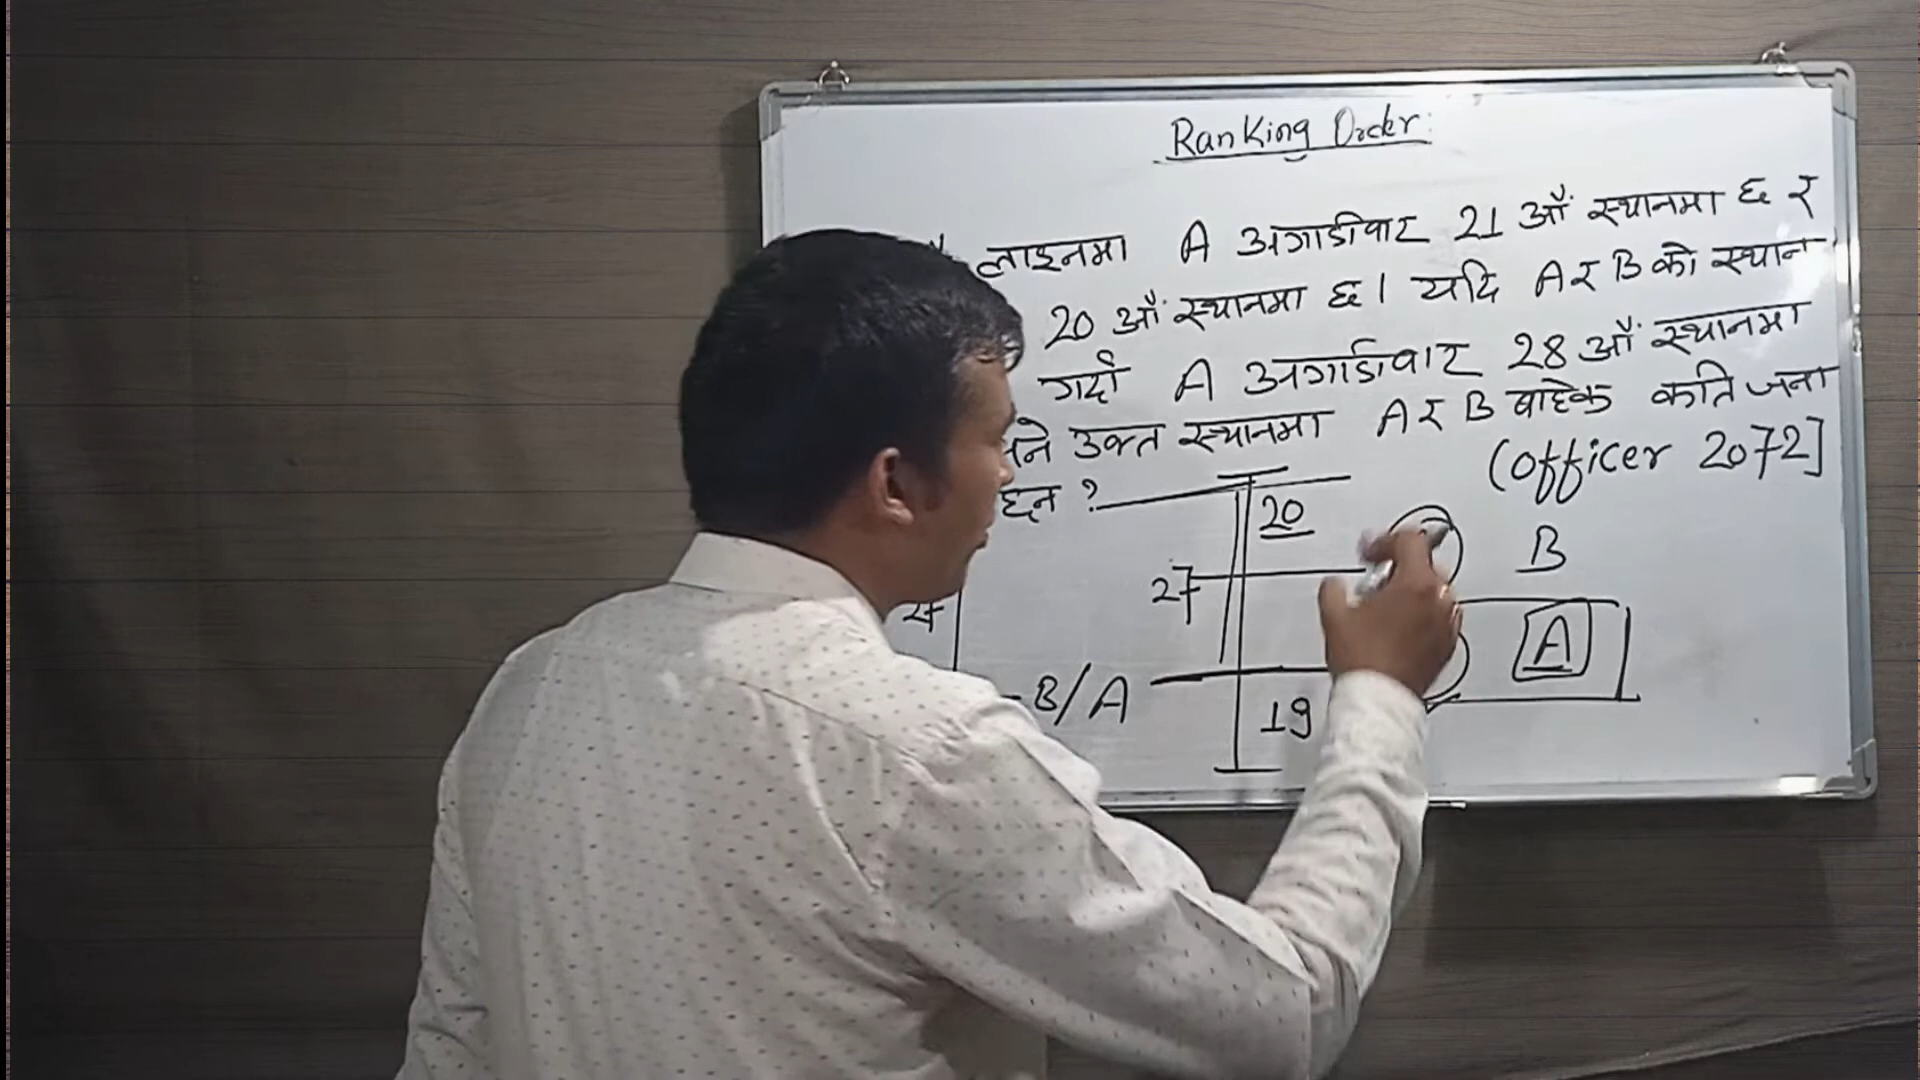 Ranking Order:
लाइनमा A अगाडीबाट 21 औं स्थानमा छ र
20 औं स्थानमा छ। यदि A र B को स्थान
गर्दा A अगाडीबाट 28 औं स्थानमा
ने उक्त स्थानमा A र B बाहेक कति जना
छन ?
(officer 2072]
20
B
27
27
A
B/A
19